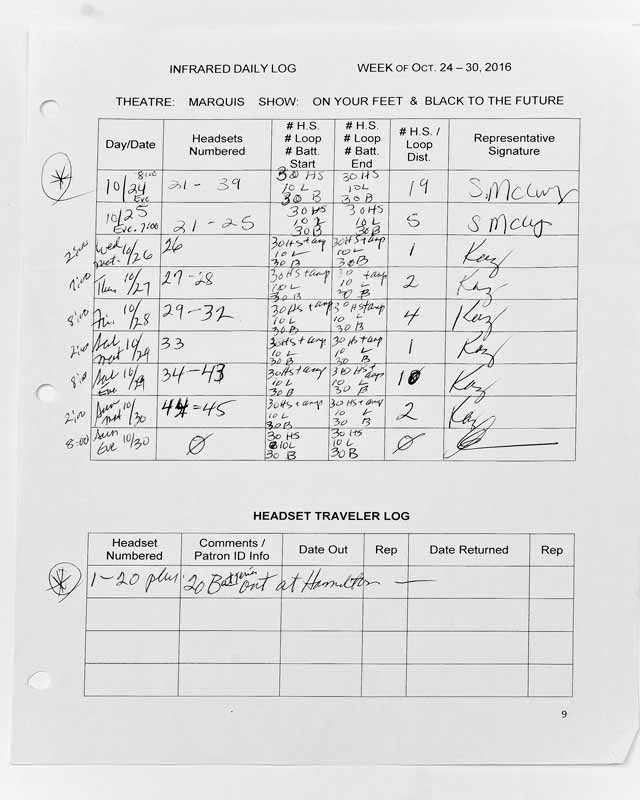 INFRARED DAILY LOG WEEK OF OCT. 24 – 30, 2016
THEATRE: MARQUIS SHOW: ON YOUR FEET & BLACK TO THE FUTURE
Day/Date Headsets Numbered # H.S. # Loop # Batt. Start # H.S. # Loop # Batt. End # H.S. / Loop Dist. Representative Signature
10/24 8:00 Eve 21 - 39 30 HS 10 L 30 B 30 HS 10 L 30 B 19
10/25 Eve. 7:00 21 - 25 30 HS 10 L 30 B 30 HS 10 L 30 B 5
2:00 Wed 10/26 Mat. 26 30 HS + amp 10 L 30 B 30 HS + amp 10 L 30 B 1 Kaz
7:00 Thu 10/27 27 - 28 30 HS + amp 10 L 30 B 30 + amp 10 L 30 B 2 Kaz
8:00 Fri. 10/28 29 - 32 30 HS + amp 10 L 30 B 30 HS + amp 10 L 30 B 4 Kaz
2:00 Sat Mat 10/29 33 30 HS + amp 10 L 30 B 30 HS + amp 10 L 30 B 1 Kaz
8:00 Sat Eve 10/29 34 - 43 30 HS + amp 10 L 30 B 30 HS + amp 10 L 30 B 10 Kaz
2:00 Sun Mat 10/30 44 = 45 30 HS + amp 10 L 30 B 30 HS + amp 10 L 30 B 2 Kaz
8:00 Sun Eve 10/30 Ø 30 HS 10 L 30 B 30 HS 10 L 30 B Ø
HEADSET TRAVELER LOG
Headset Numbered Comments / Patron ID Info Date Out Rep Date Returned Rep
1 - 20 plus 20 Batteries out at Hamilton —
9